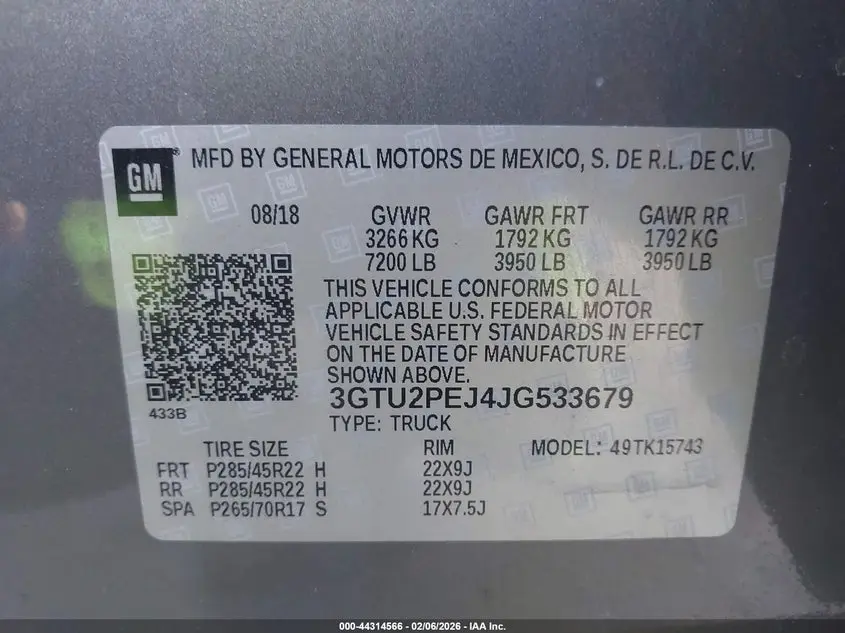 GM® MFD BY GENERAL MOTORS DE MEXICO, S. DE R.L. DE C.V.
08/18 GVWR GAWR FRT GAWR RR
3266 KG 1792 KG 1792 KG
7200 LB 3950 LB 3950 LB
THIS VEHICLE CONFORMS TO ALL
APPLICABLE U.S. FEDERAL MOTOR
VEHICLE SAFETY STANDARDS IN EFFECT
ON THE DATE OF MANUFACTURE
SHOWN ABOVE.
3GTU2PEJ4JG533679
433B
TYPE: TRUCK
TIRE SIZE RIM MODEL: 49TK15743
FRT P285/45R22 H 22X9J
RR P285/45R22 H 22X9J
SPA P265/70R17 S 17X7.5J
000-44314566 - 02/06/2026 - IAA Inc.